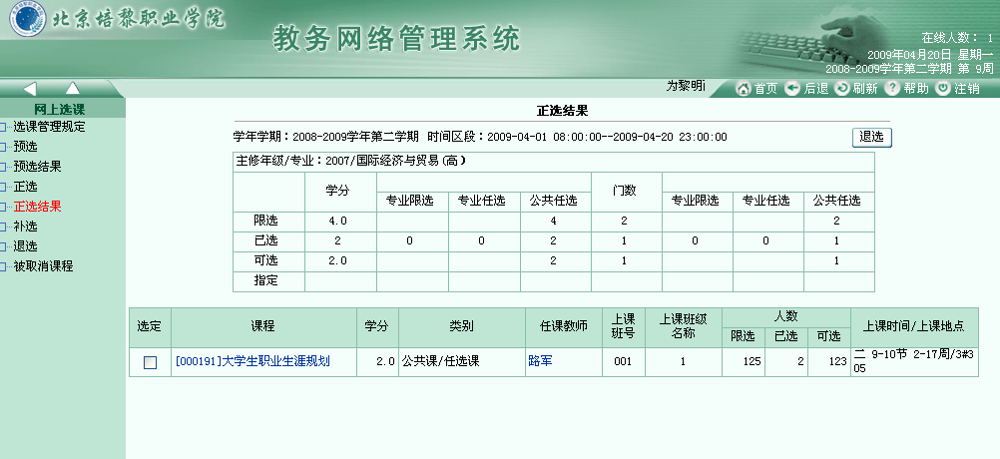 北京培黎职业学院
教务网络管理系统
在线人数： 1
2009年04月20日 星期一
2008-2009学年第二学期 第 9周
为黎明i
首页 后退 刷新 帮助 注销
网上选课
选课管理规定
预选
预选结果
正选
正选结果
补选
退选
被取消课程
正选结果
学年学期：2008-2009学年第二学期 时间区段：2009-04-01 08:00:00--2009-04-20 23:00:00
退选
主修年级/专业：2007/国际经济与贸易(高)
学分 门数
专业限选 专业任选 公共任选 专业限选 专业任选 公共任选
限选 4.0 4 2 2
已选 2 0 0 2 1 0 0 1
可选 2.0 2 1 1
指定
选定 课程 学分 类别 任课教师 上课班号 上课班级名称 人数 上课时间/上课地点
限选 已选 可选
[000191]大学生职业生涯规划 2.0 公共课/任选课 路军 001 1 125 2 123 二 9-10节 2-17周/3#3
05